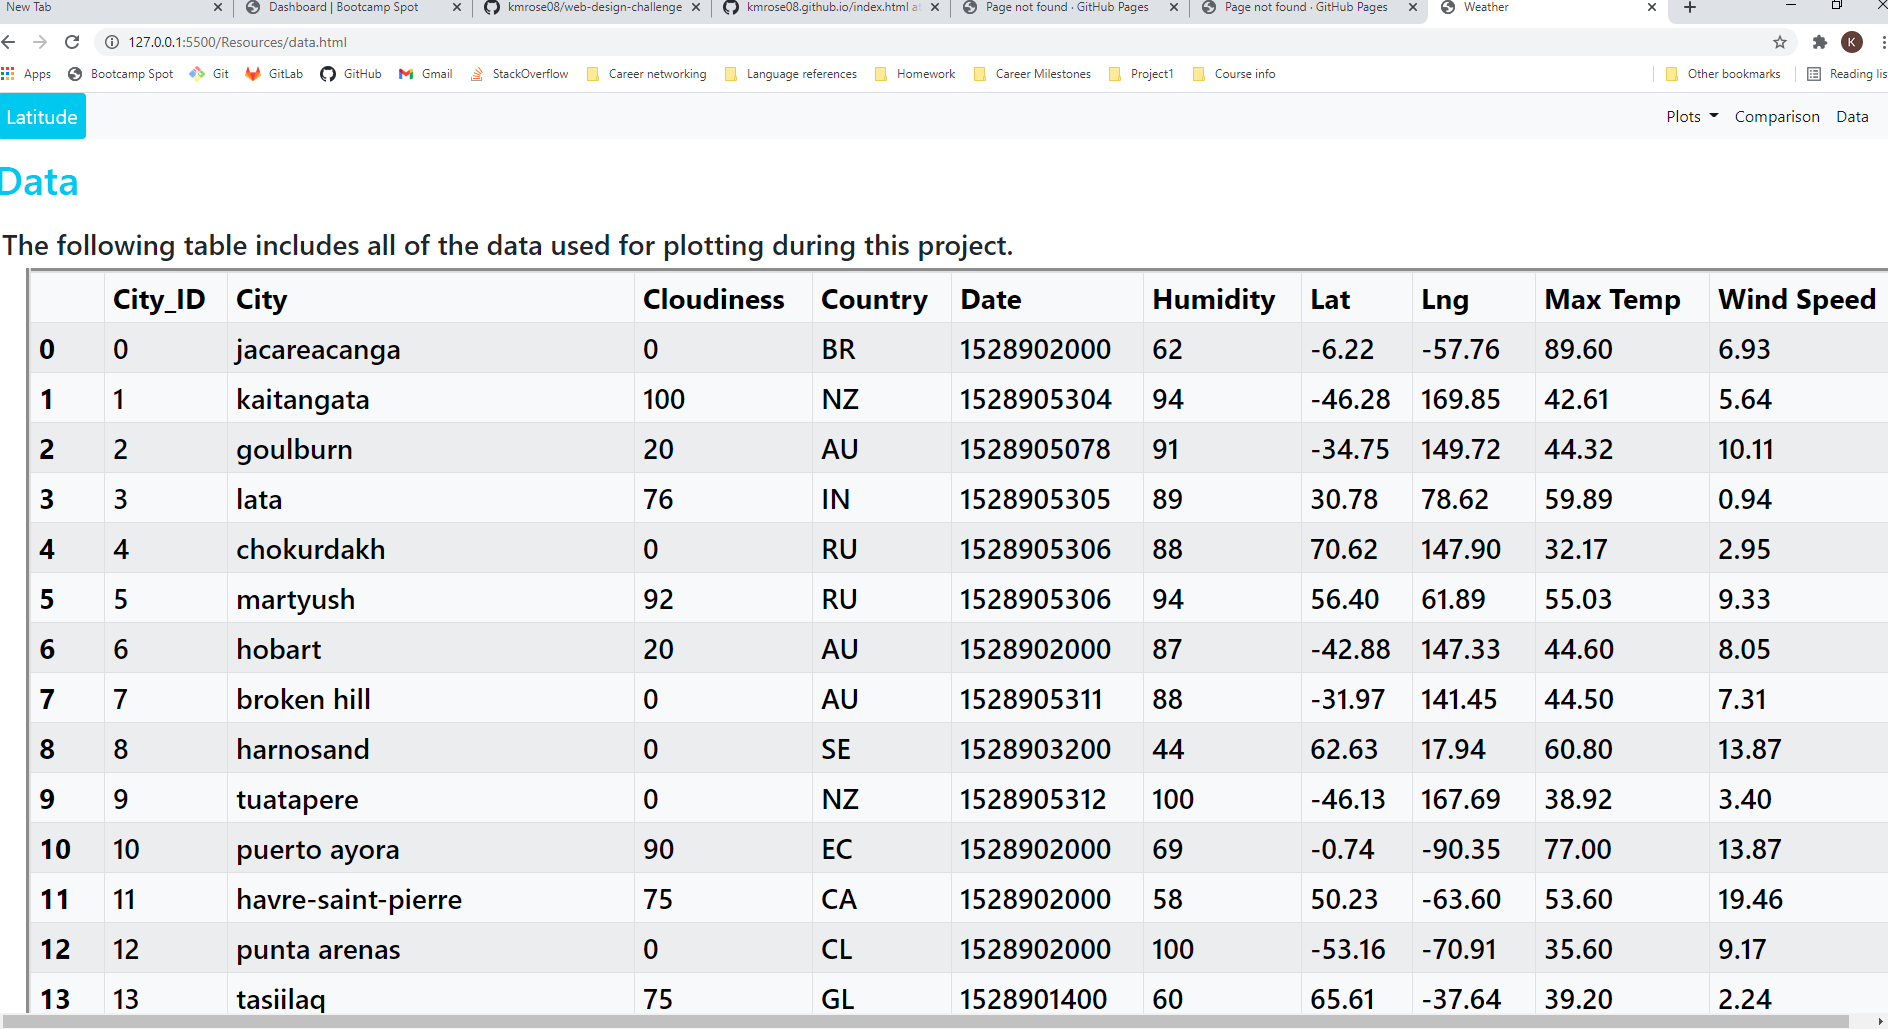 New Tab Dashboard | Bootcamp Spot kmrose08/web-design-challenge kmrose08.github.io/index.html at Page not found · GitHub Pages Page not found · GitHub Pages Weather
127.0.0.1:5500/Resources/data.html K
Apps Bootcamp Spot Git GitLab GitHub Gmail StackOverflow Career networking Language references Homework Career Milestones Project1 Course info Other bookmarks Reading lis
Latitude Plots Comparison Data
Data
The following table includes all of the data used for plotting during this project.
City_ID City Cloudiness Country Date Humidity Lat Lng Max Temp Wind Speed
0 0 jacareacanga 0 BR 1528902000 62 -6.22 -57.76 89.60 6.93
1 1 kaitangata 100 NZ 1528905304 94 -46.28 169.85 42.61 5.64
2 2 goulburn 20 AU 1528905078 91 -34.75 149.72 44.32 10.11
3 3 lata 76 IN 1528905305 89 30.78 78.62 59.89 0.94
4 4 chokurdakh 0 RU 1528905306 88 70.62 147.90 32.17 2.95
5 5 martyush 92 RU 1528905306 94 56.40 61.89 55.03 9.33
6 6 hobart 20 AU 1528902000 87 -42.88 147.33 44.60 8.05
7 7 broken hill 0 AU 1528905311 88 -31.97 141.45 44.50 7.31
8 8 harnosand 0 SE 1528903200 44 62.63 17.94 60.80 13.87
9 9 tuatapere 0 NZ 1528905312 100 -46.13 167.69 38.92 3.40
10 10 puerto ayora 90 EC 1528902000 69 -0.74 -90.35 77.00 13.87
11 11 havre-saint-pierre 75 CA 1528902000 58 50.23 -63.60 53.60 19.46
12 12 punta arenas 0 CL 1528902000 100 -53.16 -70.91 35.60 9.17
13 13 tasiilaq 75 GL 1528901400 60 65.61 -37.64 39.20 2.24